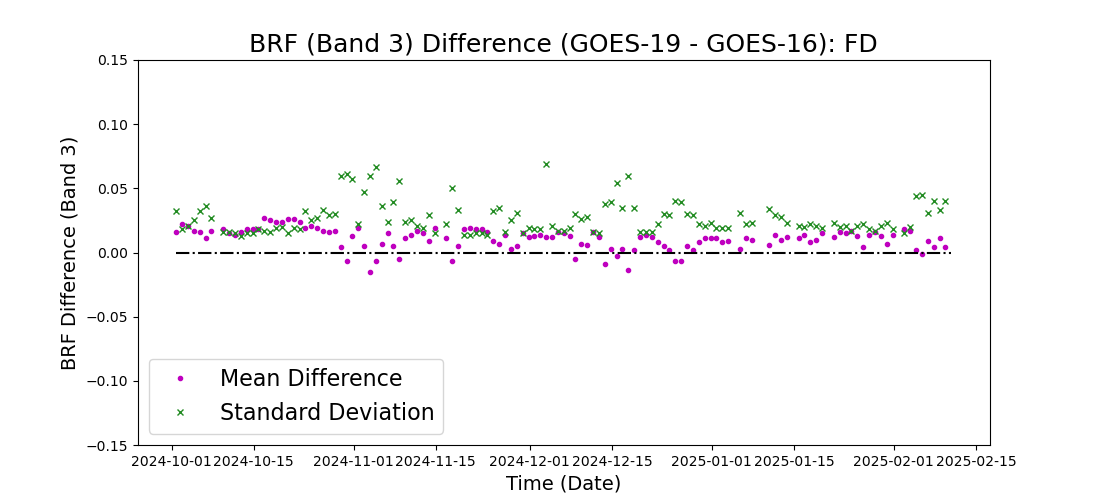 BRF (Band 3) Difference (GOES-19 - GOES-16): FD
BRF Difference (Band 3)
0.15
0.10
0.05
0.00
−0.05
−0.10
−0.15
Mean Difference
Standard Deviation
2024-10-01 2024-10-15 2024-11-01 2024-11-15 2024-12-01 2024-12-15 2025-01-01 2025-01-15 2025-02-01 2025-02-15
Time (Date)